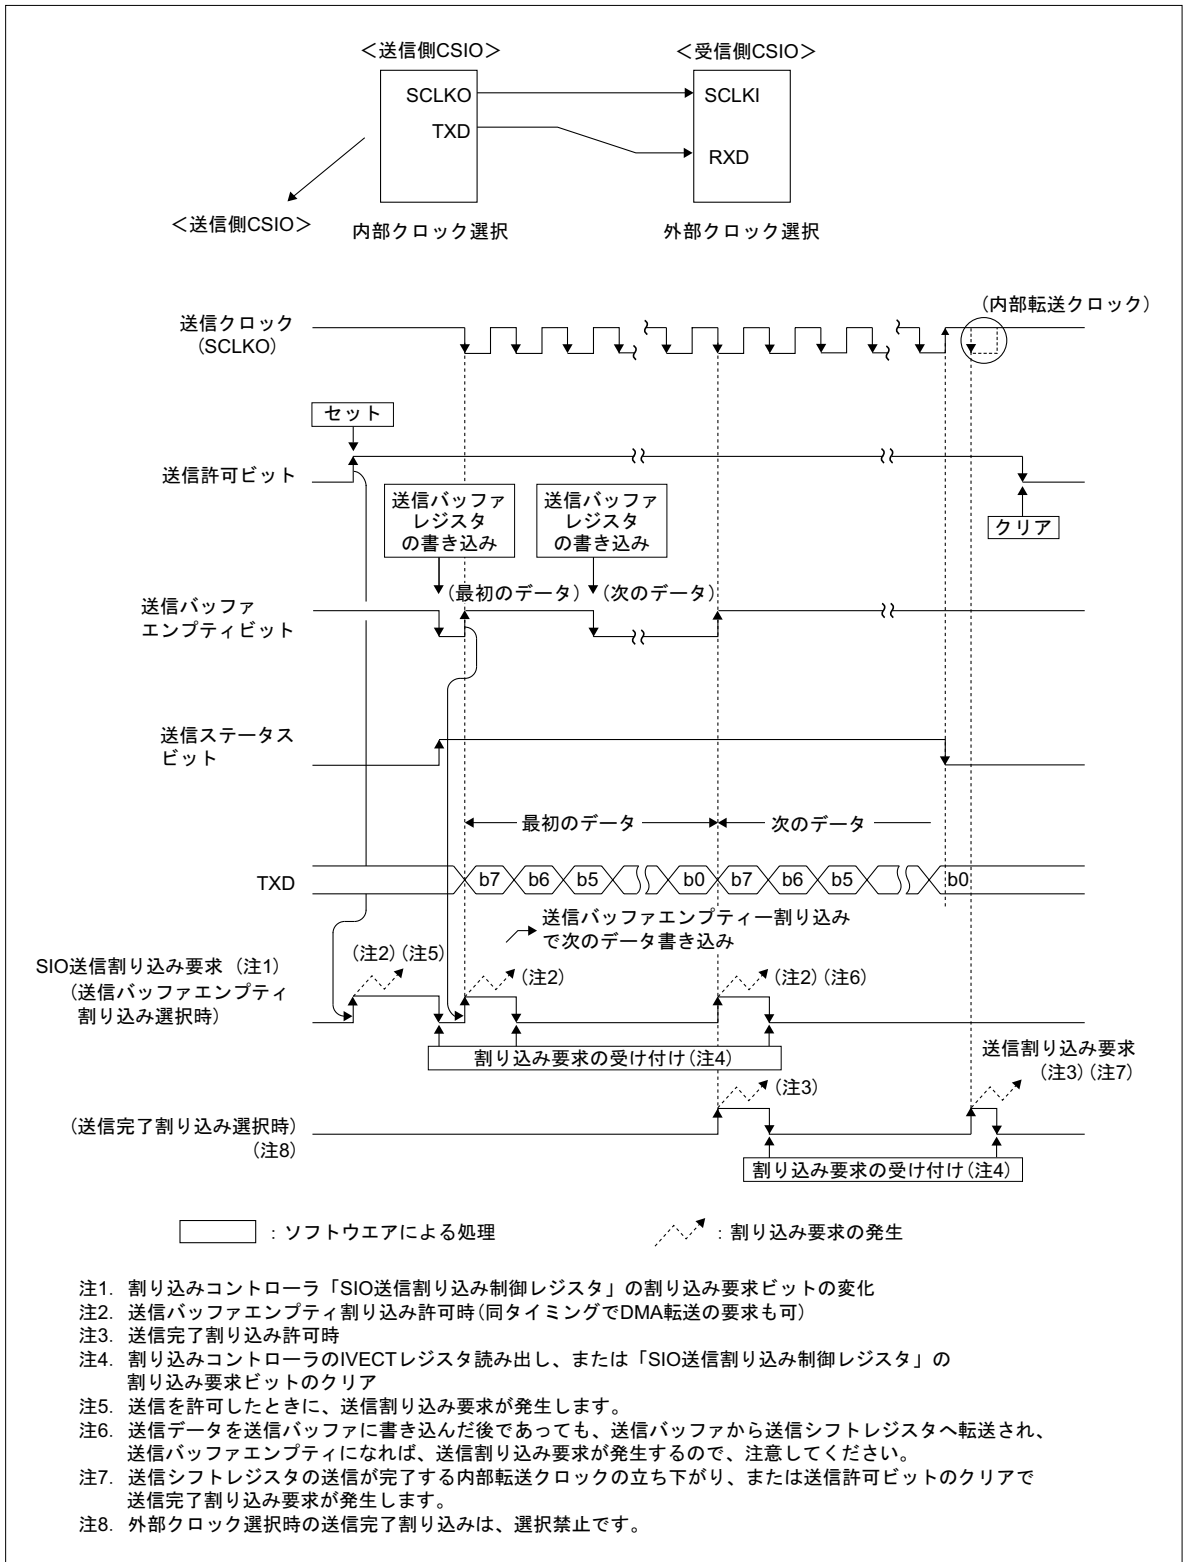 ＜送信側CSIO＞
＜受信側CSIO＞
SCLKO
SCLKI
TXD
RXD
＜送信側CSIO＞
内部クロック選択
外部クロック選択
(内部転送クロック)
送信クロック
(SCLKO)
セット
送信許可ビット
送信バッファ
レジスタ
の書き込み
送信バッファ
レジスタ
の書き込み
クリア
(最初のデータ)
(次のデータ)
送信バッファ
エンプティビット
送信ステータス
ビット
最初のデータ
次のデータ
TXD
b7 b6 b5 b0 b7 b6 b5 b0
送信バッファエンプティー割り込み
で次のデータ書き込み
SIO送信割り込み要求 (注1)
(送信バッファエンプティ
割り込み選択時)
(注2) (注5)
(注2)
(注2) (注6)
割り込み要求の受け付け(注4)
送信割り込み要求
(注3) (注7)
(注3)
(送信完了割り込み選択時)
(注8)
割り込み要求の受け付け(注4)
：ソフトウエアによる処理
：割り込み要求の発生
注1. 割り込みコントローラ「SIO送信割り込み制御レジスタ」の割り込み要求ビットの変化
注2. 送信バッファエンプティ割り込み許可時(同タイミングでDMA転送の要求も可)
注3. 送信完了割り込み許可時
注4. 割り込みコントローラのIVECTレジスタ読み出し、または「SIO送信割り込み制御レジスタ」の
割り込み要求ビットのクリア
注5. 送信を許可したときに、送信割り込み要求が発生します。
注6. 送信データを送信バッファに書き込んだ後であっても、送信バッファから送信シフトレジスタへ転送され、
送信バッファエンプティになれば、送信割り込み要求が発生するので、注意してください。
注7. 送信シフトレジスタの送信が完了する内部転送クロックの立ち下がり、または送信許可ビットのクリアで
送信完了割り込み要求が発生します。
注8. 外部クロック選択時の送信完了割り込みは、選択禁止です。